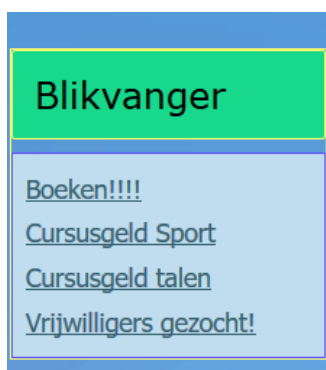 Blikvanger
Boeken!!!!
Cursusgeld Sport
Cursusgeld talen
Vrijwilligers gezocht!